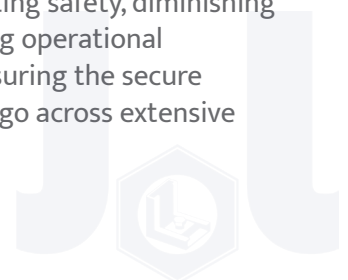 ting safety, diminishing
g operational
suring the secure
go across extensive